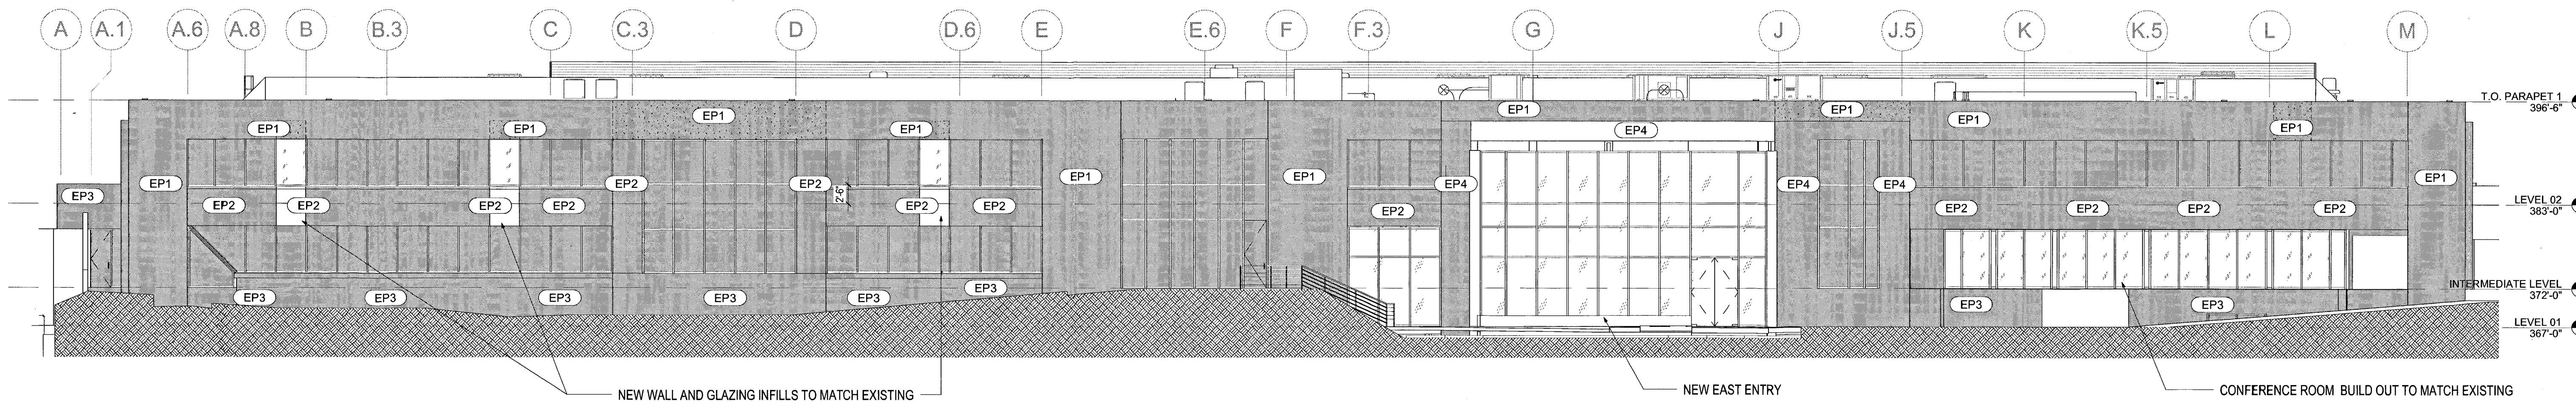 A A.1 A.6 A.8 B B.3 C C.3 D D.6 E E.6 F F.3 G J J.5 K K.5 L M
T.O. PARAPET 1
396'-6"
EP1 EP1 EP1 EP1 EP1 EP1 EP1 EP1
EP4
EP1 EP1 EP1 EP1
EP2 EP2 EP4 EP4 EP4
EP3
2'-6"
EP2 EP2 EP2 EP2 EP2 EP2 EP2 EP2 EP2 EP2 EP2
LEVEL 02
383'-0"
EP3 EP3 EP3 EP3 EP3 EP3 EP3 EP3
INTERMEDIATE LEVEL
372'-0"
LEVEL 01
367'-0"
NEW WALL AND GLAZING INFILLS TO MATCH EXISTING
NEW EAST ENTRY
CONFERENCE ROOM BUILD OUT TO MATCH EXISTING